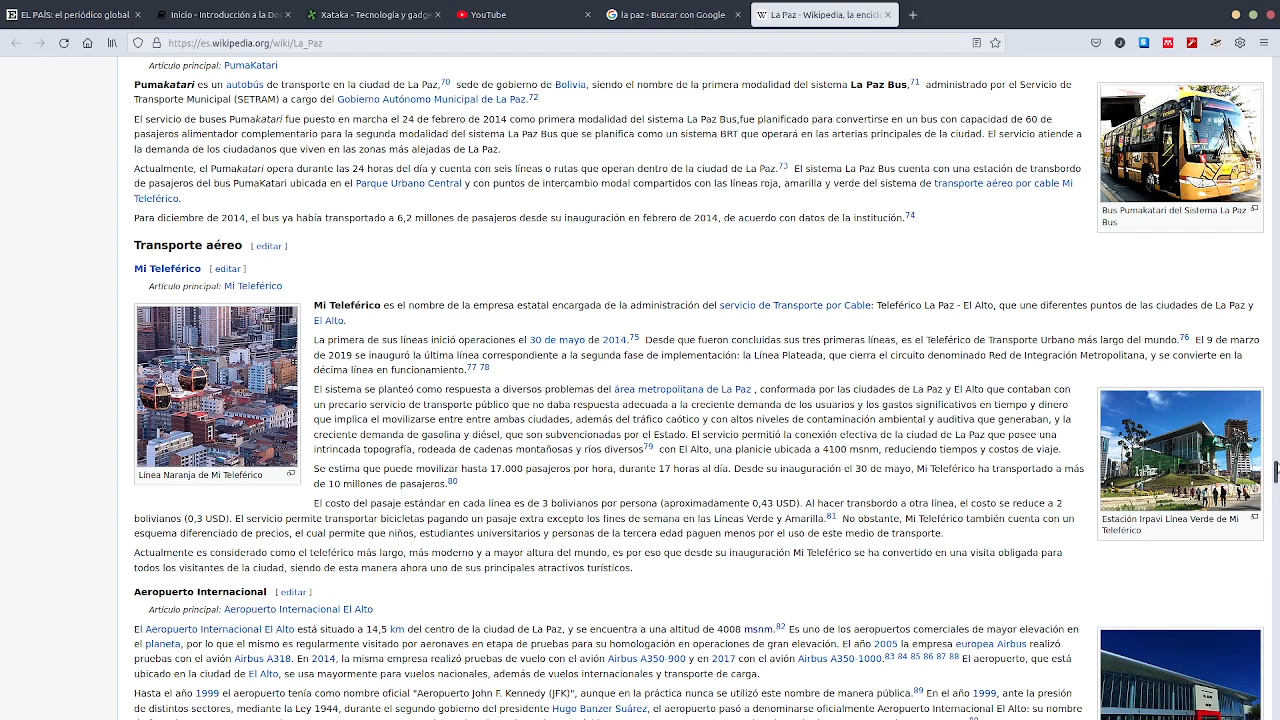 EL PAÍS: el periódico glob
Introducción a la Do
Xataka - Tecnología y gadge
YouTube
la paz - Buscar con Google
La Paz - Wikipedia, la encicl
https://es.wikipedia.org/wiki/La_Paz
Artículo principal: PumaKatari
Pumakatari es un autobús de transporte en la ciudad de La Paz,70 sede de gobierno de Bolivia, siendo el nombre de la primera modalidad del sistema La Paz Bus,71 administrado por el Servicio de
Transporte Municipal (SETRAM) a cargo del Gobierno Autónomo Municipal de La Paz.72
El servicio de buses Pumakatari fue puesto en marcha el 24 de febrero de 2014 como primera modalidad del sistema La Paz Bus,fue planificado para convertirse en un bus con capacidad de 60 de
pasajeros alimentador complementario para la segunda modalidad del sistema La Paz Bus que se planifica como un sistema BRT que operará en las arterias principales de la ciudad. El servicio atiende a
la demanda de los ciudadanos que viven en las zonas más alejadas de La Paz.
Actualmente, el Pumakatari opera durante las 24 horas del día y cuenta con seis líneas o rutas que operan dentro de la ciudad de La Paz.73 El sistema La Paz Bus cuenta con una estación de transbordo
de pasajeros del bus PumaKatari ubicada en el Parque Urbano Central y con puntos de intercambio modal compartidos con las líneas roja, amarilla y verde del sistema de transporte aéreo por cable Mi
Teleférico.
Para diciembre de 2014, el bus ya había transportado a 6,2 millones de pasajeros desde su inauguración en febrero de 2014, de acuerdo con datos de la institución.74
Bus Pumakatari del Sistema La Paz
Bus
Transporte aéreo [ editar ]
Mi Teleférico [ editar ]
Artículo principal: Mi Teleférico
Línea Naranja de Mi Teleférico
Mi Teleférico es el nombre de la empresa estatal encargada de la administración del servicio de Transporte por Cable: Teleférico La Paz - El Alto, que une diferentes puntos de las ciudades de La Paz y
El Alto.
La primera de sus líneas inició operaciones el 30 de mayo de 2014.75 Desde que fueron concluidas sus tres primeras líneas, es el Teleférico de Transporte Urbano más largo del mundo.76 El 9 de marzo
de 2019 se inauguró la última línea correspondiente a la segunda fase de implementación: la Línea Plateada, que cierra el circuito denominado Red de Integración Metropolitana, y se convierte en la
décima línea en funcionamiento.77 78
El sistema se planteó como respuesta a diversos problemas del área metropolitana de La Paz , conformada por las ciudades de La Paz y El Alto que contaban con
un precario servicio de transporte público que no daba respuesta adecuada a la creciente demanda de los usuarios y los gastos significativos en tiempo y dinero
que implica el movilizarse entre entre ambas ciudades, además del tráfico caótico y con altos niveles de contaminación ambiental y auditiva que generaban, y la
creciente demanda de gasolina y diésel, que son subvencionadas por el Estado. El servicio permitió la conexión efectiva de la ciudad de La Paz que posee una
intrincada topografía, rodeada de cadenas montañosas y ríos diversos79 con El Alto, una planicie ubicada a 4100 msnm, reduciendo tiempos y costos de viaje.
Se estima que puede movilizar hasta 17.000 pasajeros por hora, durante 17 horas al día. Desde su inauguración el 30 de mayo, Mi Teleférico ha transportado a más
de 10 millones de pasajeros.80
El costo del pasaje estándar en cada línea es de 3 bolivianos por persona (aproximadamente 0,43 USD). Al hacer transbordo a otra línea, el costo se reduce a 2
bolivianos (0,3 USD). El servicio permite transportar bicicletas pagando un pasaje extra excepto los fines de semana en las Líneas Verde y Amarilla.81 No obstante, Mi Teleférico también cuenta con un
esquema diferenciado de precios, el cual permite que niños, estudiantes universitarios y personas de la tercera edad paguen menos por el uso de este medio de transporte.
Actualmente es considerado como el teleférico más largo, más moderno y a mayor altura del mundo, es por eso que desde su inauguración Mi Teleférico se ha convertido en una visita obligada para
todos los visitantes de la ciudad, siendo de esta manera ahora uno de sus principales atractivos turísticos.
Estación Irpavi Línea Verde de Mi
Teleférico
Aeropuerto Internacional [ editar ]
Artículo principal: Aeropuerto Internacional El Alto
El Aeropuerto Internacional El Alto está situado a 14,5 km del centro de la ciudad de La Paz, y se encuentra a una altitud de 4008 msnm.82 Es uno de los aeropuertos comerciales de mayor elevación en
el planeta, por lo que el mismo es regularmente visitado por aeronaves en etapa de pruebas para su homologación en operaciones de gran elevación. El año 2005 la empresa europea Airbus realizó
pruebas con el avión Airbus A318. En 2014, la misma empresa realizó pruebas de vuelo con el avión Airbus A350-900 y en 2017 con el avión Airbus A350-1000.83 84 85 86 87 88 El aeropuerto, que está
ubicado en la ciudad de El Alto, se usa mayormente para vuelos nacionales, además de vuelos internacionales y transporte de carga.
Hasta el año 1999 el aeropuerto tenía como nombre oficial "Aeropuerto John F. Kennedy (JFK)", aunque en la práctica nunca se utilizó este nombre de manera pública.89 En el año 1999, ante la presión
de distintos sectores, mediante la Ley 1944, durante el segundo gobierno del presidente Hugo Banzer Suárez, el aeropuerto pasó a denominarse oficialmente Aeropuerto Internacional El Alto: su nombre